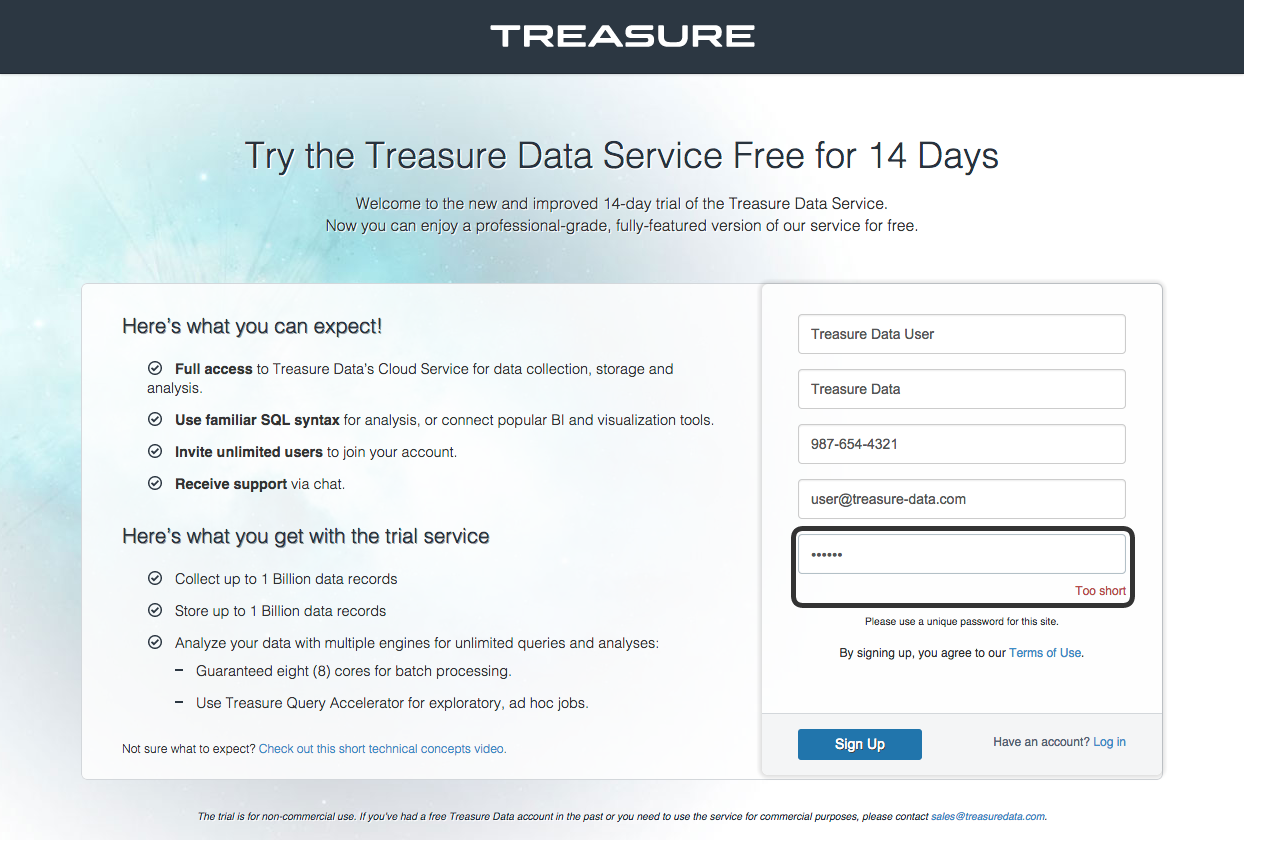 TREASURE
Try the Treasure Data Service Free for 14 Days
Welcome to the new and improved 14-day trial of the Treasure Data Service.
Now you can enjoy a professional-grade, fully-featured version of our service for free.
Here's what you can expect!
Full access to Treasure Data's Cloud Service for data collection, storage and
analysis.
Use familiar SQL syntax for analysis, or connect popular BI and visualization tools.
Invite unlimited users to join your account.
Receive support via chat.
Here's what you get with the trial service
Collect up to 1 Billion data records
Store up to 1 Billion data records
Analyze your data with multiple engines for unlimited queries and analyses:
– Guaranteed eight (8) cores for batch processing.
– Use Treasure Query Accelerator for exploratory, ad hoc jobs.
Not sure what to expect? Check out this short technical concepts video.
Treasure Data User
Treasure Data
987-654-4321
user@treasure-data.com
••••••
Too short
Please use a unique password for this site.
By signing up, you agree to our Terms of Use.
Sign Up
Have an account? Log in
The trial is for non-commercial use. If you've had a free Treasure Data account in the past or you need to use the service for commercial purposes, please contact sales@treasuredata.com.